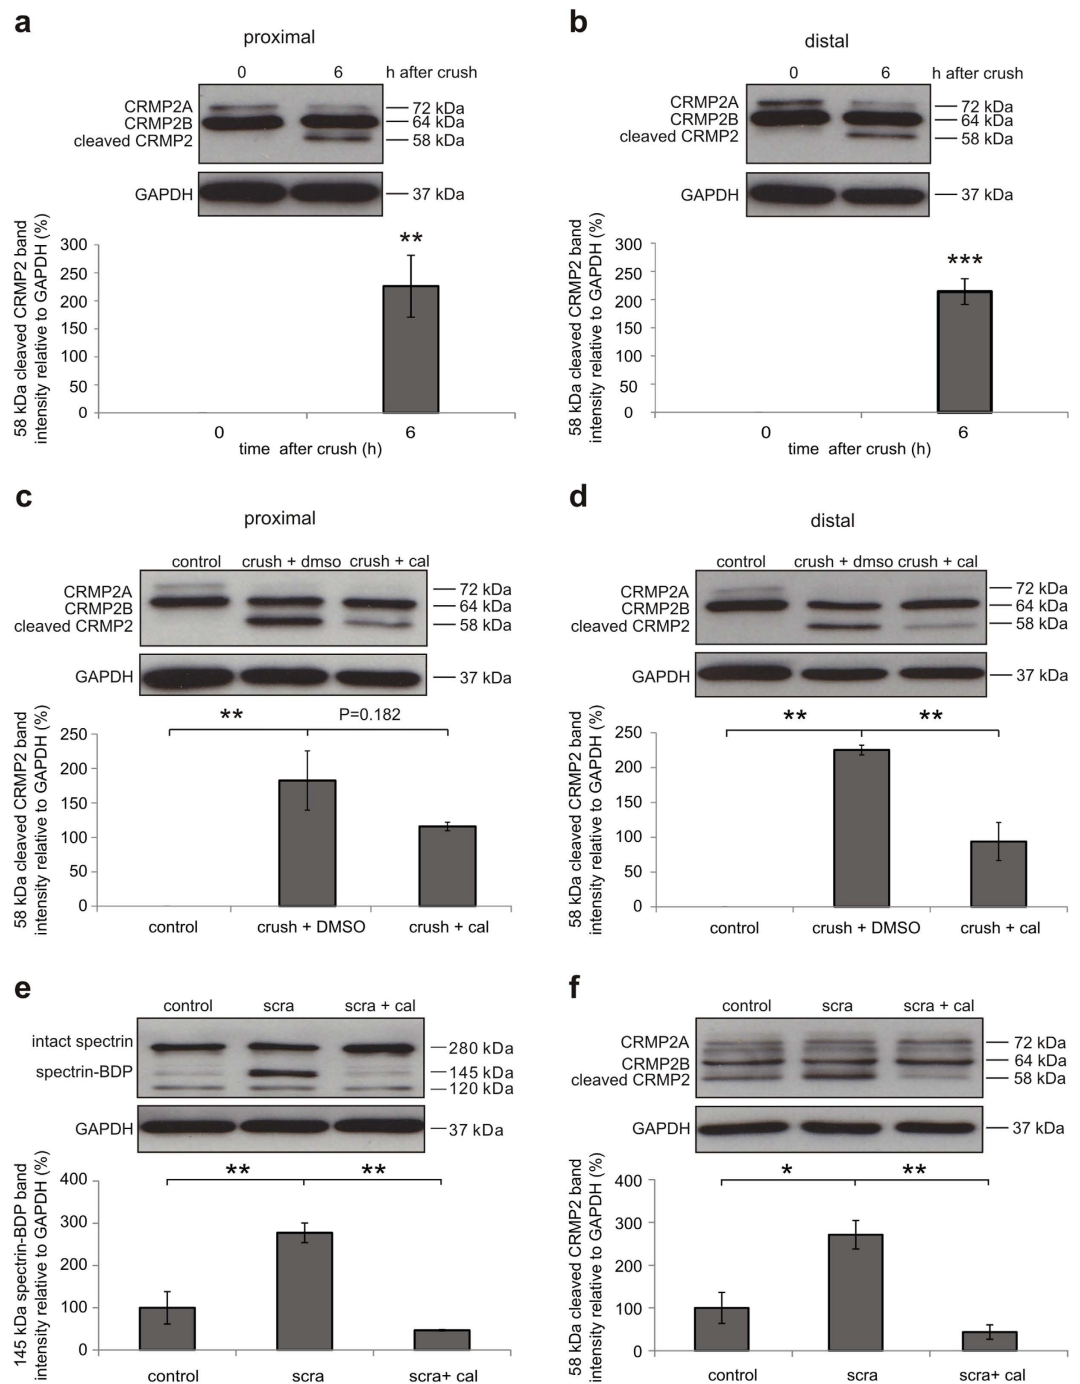 a
proximal
0 6 h after crush
CRMP2A
CRMP2B
cleaved CRMP2
72 kDa
64 kDa
58 kDa
GAPDH
37 kDa
58 kDa cleaved CRMP2 band
intensity relative to GAPDH (%)
300
250
200
150
100
50
0
**
0 6
time after crush (h)
b
distal
0 6 h after crush
CRMP2A
CRMP2B
cleaved CRMP2
72 kDa
64 kDa
58 kDa
GAPDH
37 kDa
58 kDa cleaved CRMP2 band
intensity relative to GAPDH (%)
300
250
200
150
100
50
0
***
0 6
time after crush (h)
c
proximal
control crush + dmso crush + cal
CRMP2A
CRMP2B
cleaved CRMP2
72 kDa
64 kDa
58 kDa
GAPDH
37 kDa
58 kDa cleaved CRMP2 band
intensity relative to GAPDH (%)
250
200
150
100
50
0
** P=0.182
control crush + DMSO crush + cal
d
distal
control crush + dmso crush + cal
CRMP2A
CRMP2B
cleaved CRMP2
72 kDa
64 kDa
58 kDa
GAPDH
37 kDa
58 kDa cleaved CRMP2 band
intensity relative to GAPDH (%)
250
200
150
100
50
0
** **
control crush + DMSO crush + cal
e
control scra scra + cal
intact spectrin
spectrin-BDP
280 kDa
145 kDa
120 kDa
GAPDH
37 kDa
145 kDa spectrin-BDP band
intensity relative to GAPDH (%)
400
300
200
100
0
** **
control scra scra+ cal
f
control scra scra + cal
CRMP2A
CRMP2B
cleaved CRMP2
72 kDa
64 kDa
58 kDa
GAPDH
37 kDa
58 kDa cleaved CRMP2 band
intensity relative to GAPDH (%)
400
300
200
100
0
* **
control scra scra+ cal